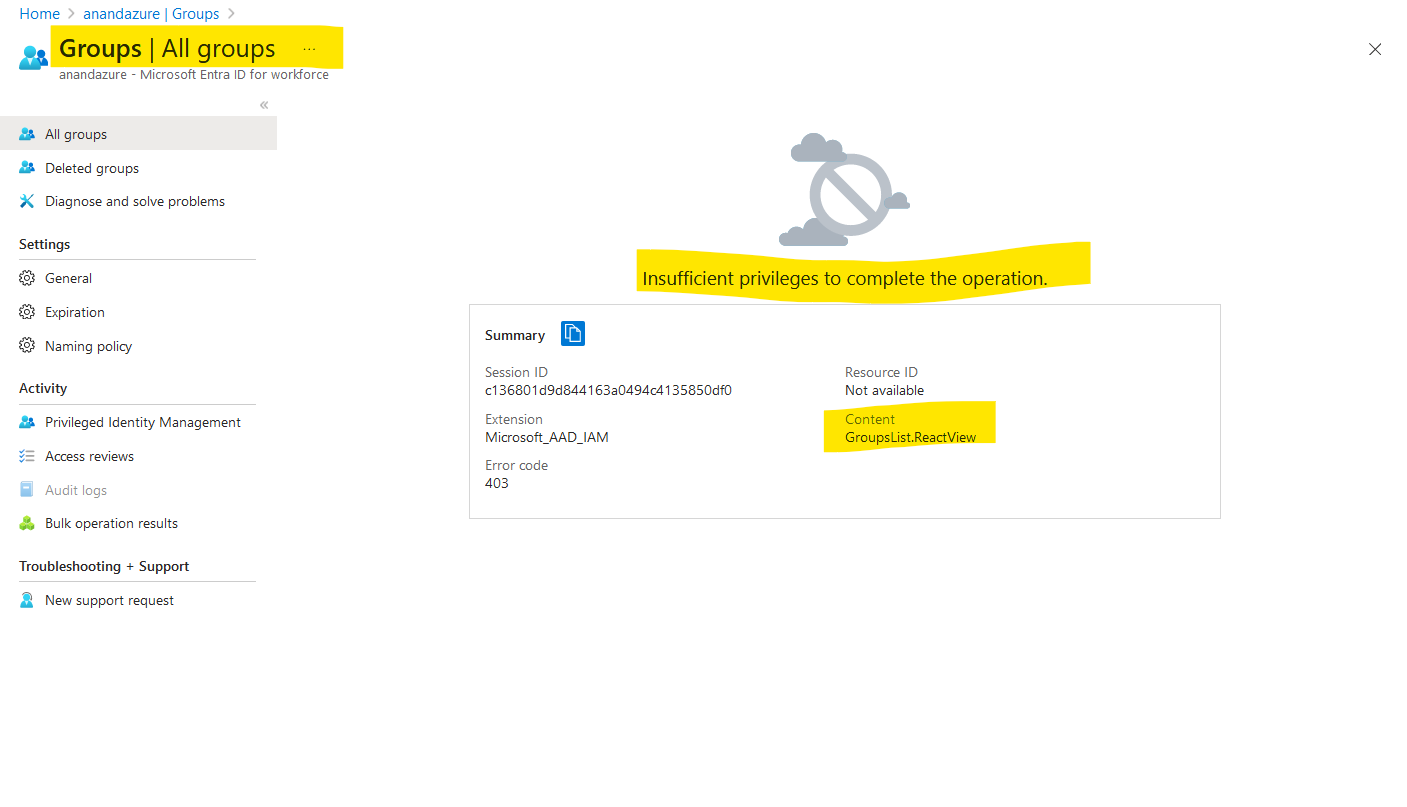 Home > anandazure | Groups >
Groups | All groups ...
anandazure - Microsoft Entra ID for workforce
«
All groups
Deleted groups
Diagnose and solve problems
Settings
General
Expiration
Naming policy
Activity
Privileged Identity Management
Access reviews
Audit logs
Bulk operation results
Troubleshooting + Support
New support request
Insufficient privileges to complete the operation.
Summary
Session ID
c136801d9d844163a0494c4135850df0
Resource ID
Not available
Extension
Microsoft_AAD_IAM
Content
GroupsList.ReactView
Error code
403